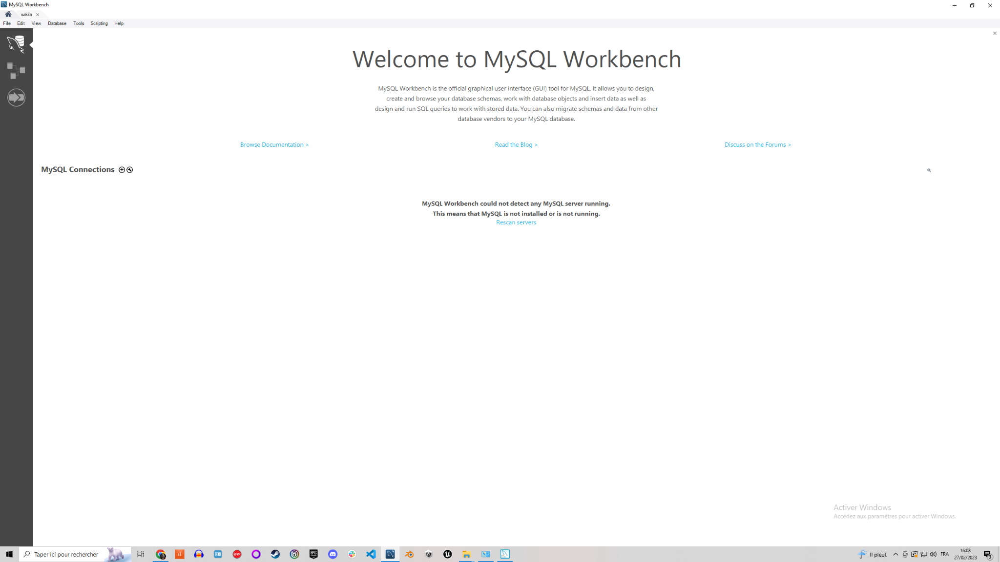 MySQL Workbench
sakila
File Edit View Database Tools Scripting Help
Welcome to MySQL Workbench
MySQL Workbench is the official graphical user interface (GUI) tool for MySQL. It allows you to design,
create and browse your database schemas, work with database objects and insert data as well as
design and run SQL queries to work with stored data. You can also migrate schemas and data from other
database vendors to your MySQL database.
Browse Documentation > Read the Blog > Discuss on the Forums >
MySQL Connections
MySQL Workbench could not detect any MySQL server running.
This means that MySQL is not installed or is not running.
Rescan servers
Activer Windows
Accédez aux paramètres pour activer Windows.
Taper ici pour rechercher
EPIC
Il pleut
FRA
16:08
27/02/2023
3